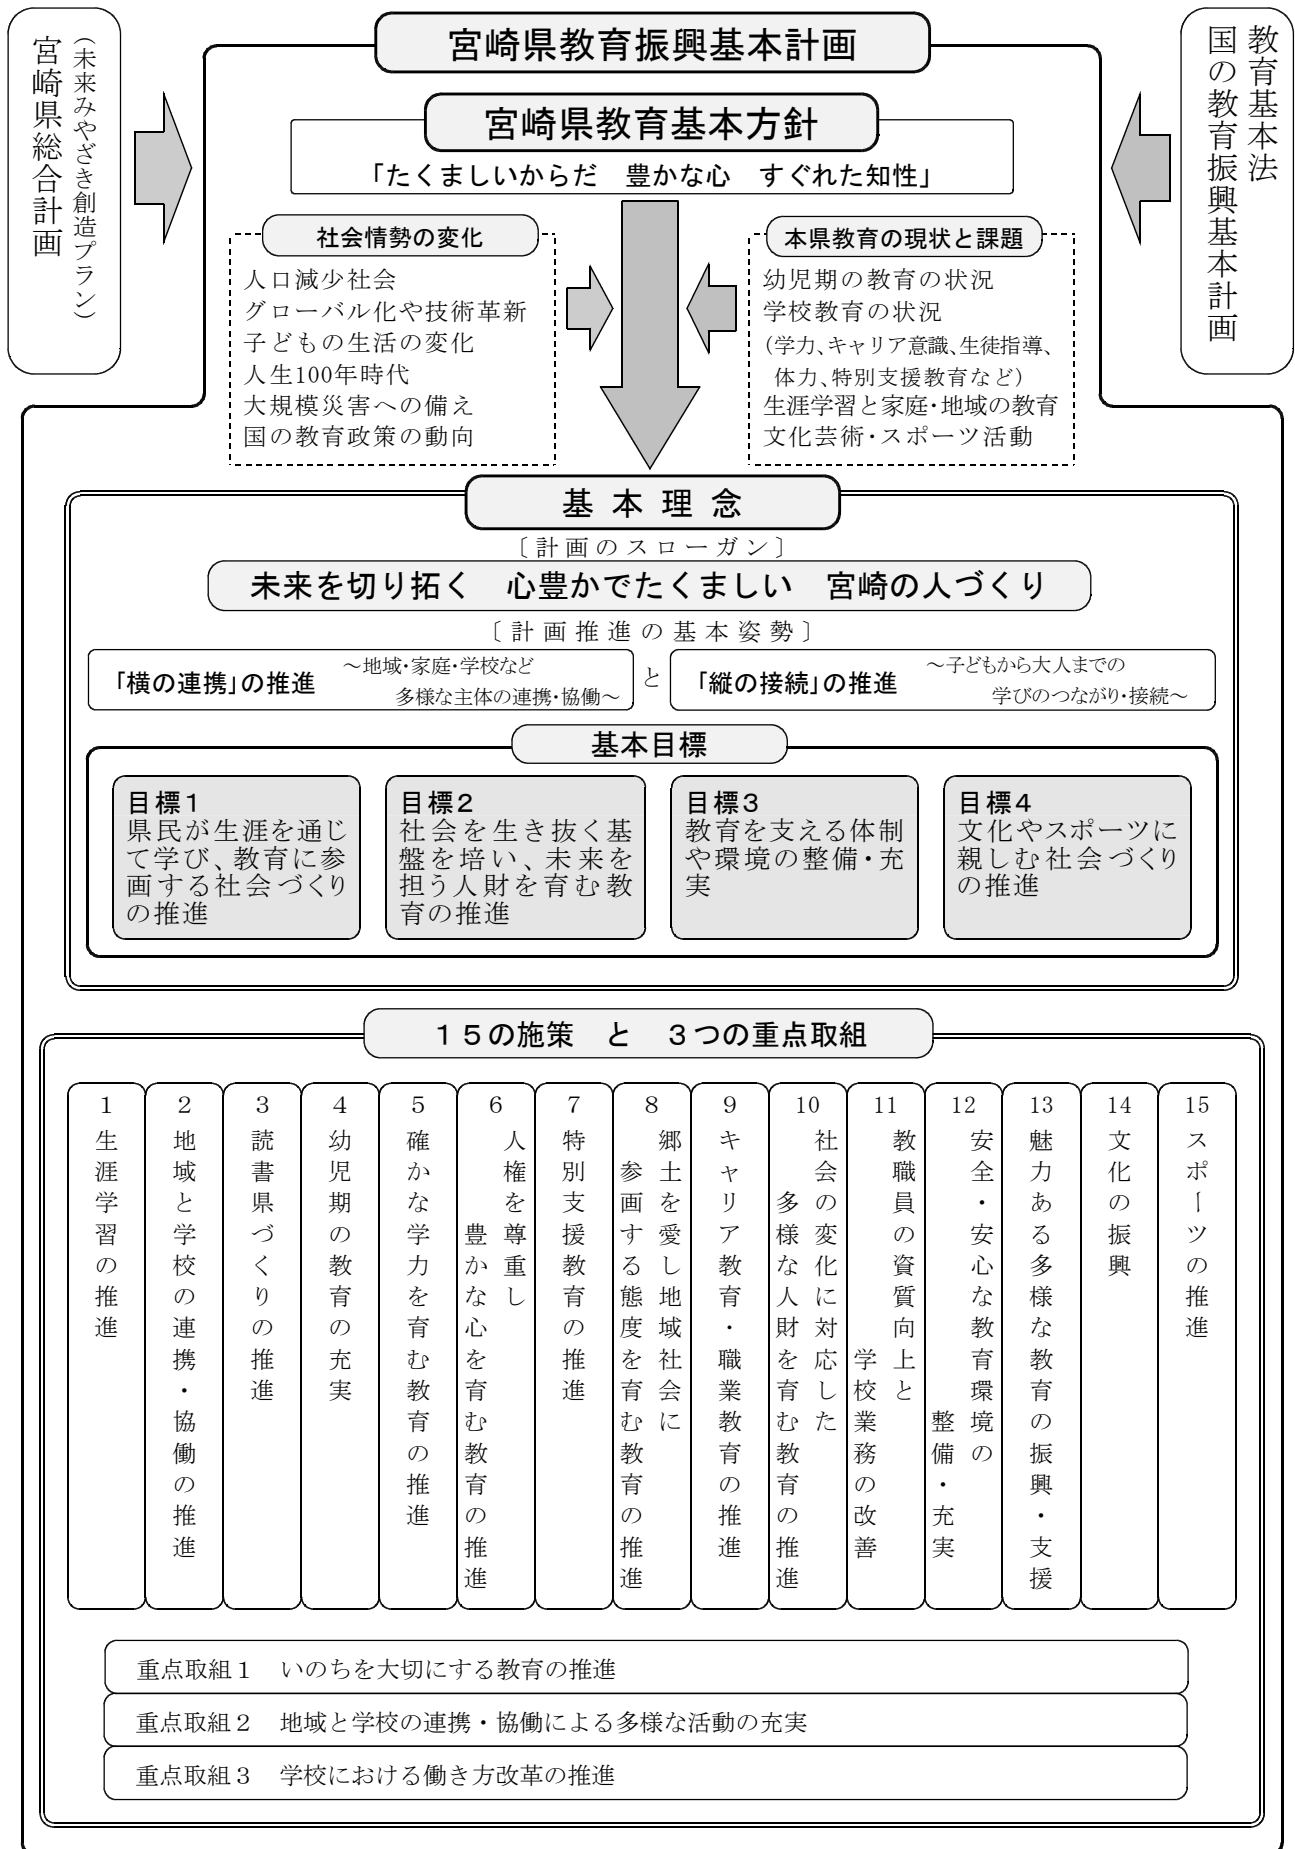 宮崎県教育振興基本計画
(未来みやざき創造プラン)
宮崎県総合計画
教育基本法
国の教育振興基本計画
宮崎県教育基本方針
「たくましいからだ　豊かな心　すぐれた知性」
社会情勢の変化
人口減少社会
グローバル化や技術革新
子どもの生活の変化
人生100年時代
大規模災害への備え
国の教育政策の動向
本県教育の現状と課題
幼児期の教育の状況
学校教育の状況
(学力、キャリア意識、生徒指導、
体力、特別支援教育など)
生涯学習と家庭・地域の教育
文化芸術・スポーツ活動
基本理念
〔計画のスローガン〕
未来を切り拓く　心豊かでたくましい　宮崎の人づくり
〔計画推進の基本姿勢〕
「横の連携」の推進
～地域・家庭・学校など
多様な主体の連携・協働～
と
「縦の接続」の推進
～子どもから大人までの
学びのつながり・接続～
基本目標
目標1
県民が生涯を通じ
て学び、教育に参
画する社会づくり
の推進
目標2
社会を生き抜く基
盤を培い、未来を
担う人財を育む教
育の推進
目標3
教育を支える体制
や環境の整備・充
実
目標4
文化やスポーツに
親しむ社会づくり
の推進
１５の施策　と　３つの重点取組
1
生涯学習の推進
2
地域と学校の連携・協働の推進
3
読書県づくりの推進
4
幼児期の教育の充実
5
確かな学力を育む教育の推進
6
人権を尊重し
豊かな心を育む教育の推進
7
特別支援教育の推進
8
郷土を愛し地域社会に
参画する態度を育む教育の推進
9
キャリア教育・職業教育の推進
10
社会の変化に対応した
多様な人財を育む教育の推進
11
教職員の資質向上と
学校業務の改善
12
安全・安心な教育環境の
整備・充実
13
魅力ある多様な教育の振興・支援
14
文化の振興
15
スポーツの推進
重点取組１　いのちを大切にする教育の推進
重点取組２　地域と学校の連携・協働による多様な活動の充実
重点取組３　学校における働き方改革の推進